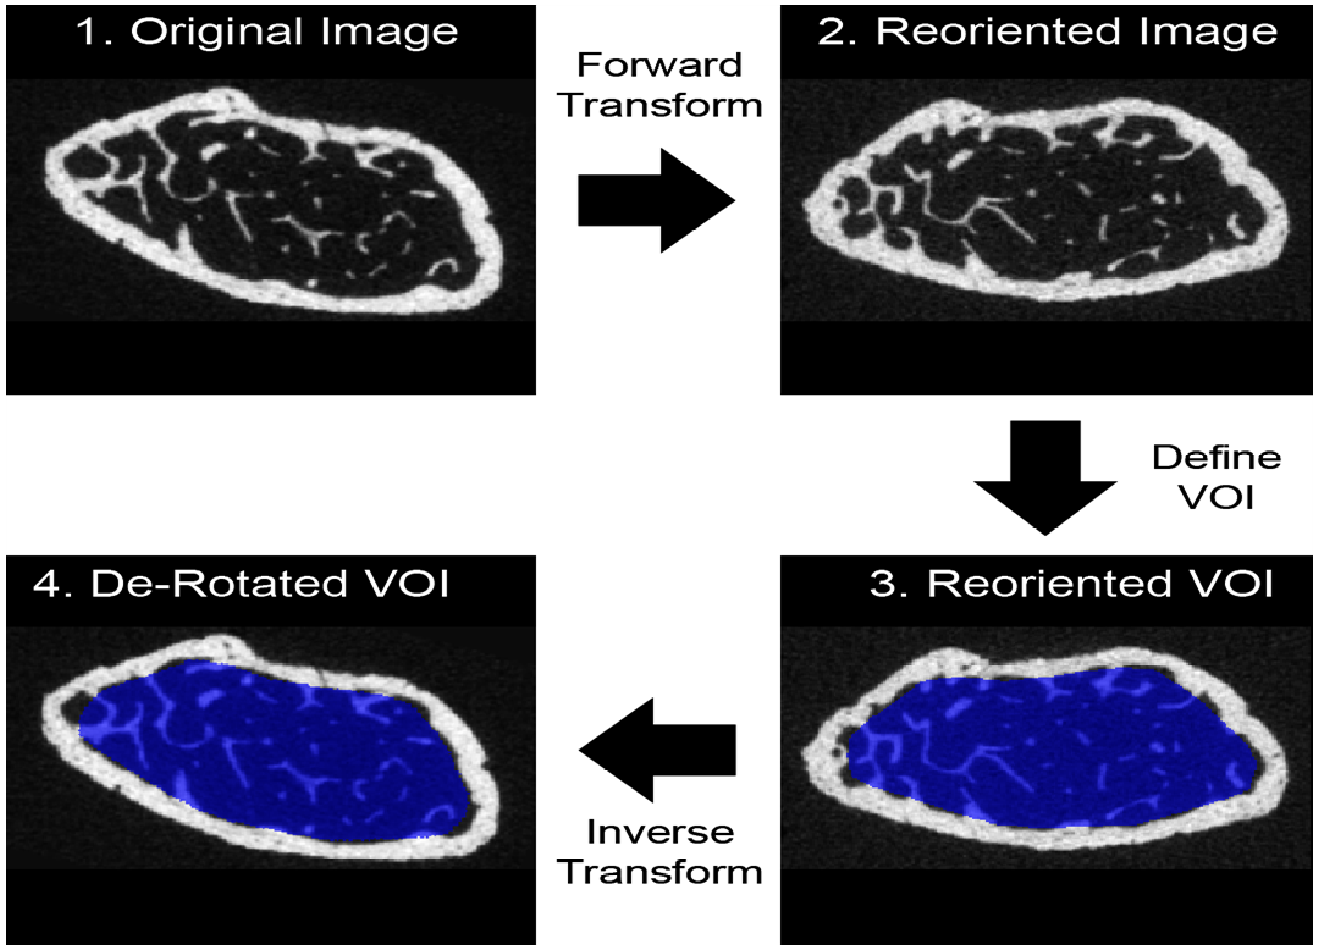 1. Original Image
Forward
Transform
2. Reoriented Image
Define
VOI
3. Reoriented VOI
Inverse
Transform
4. De-Rotated VOI